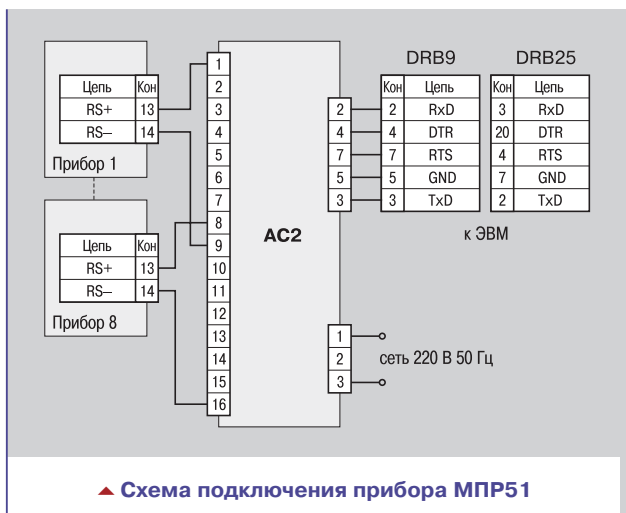 Цепь Кон
RS+ 13
RS– 14
Прибор 1
Цепь Кон
RS+ 13
RS– 14
Прибор 8
1
2
3
4
5
6
7
8
9
10
11
12
13
14
15
16
АС2
2
4
7
5
3
1
2
3
DRB9
Кон Цепь
2 RxD
4 DTR
7 RTS
5 GND
3 TxD
DRB25
Кон Цепь
3 RxD
20 DTR
4 RTS
7 GND
2 TxD
к ЭВМ
сеть 220 В 50 Гц
Схема подключения прибора МПР51